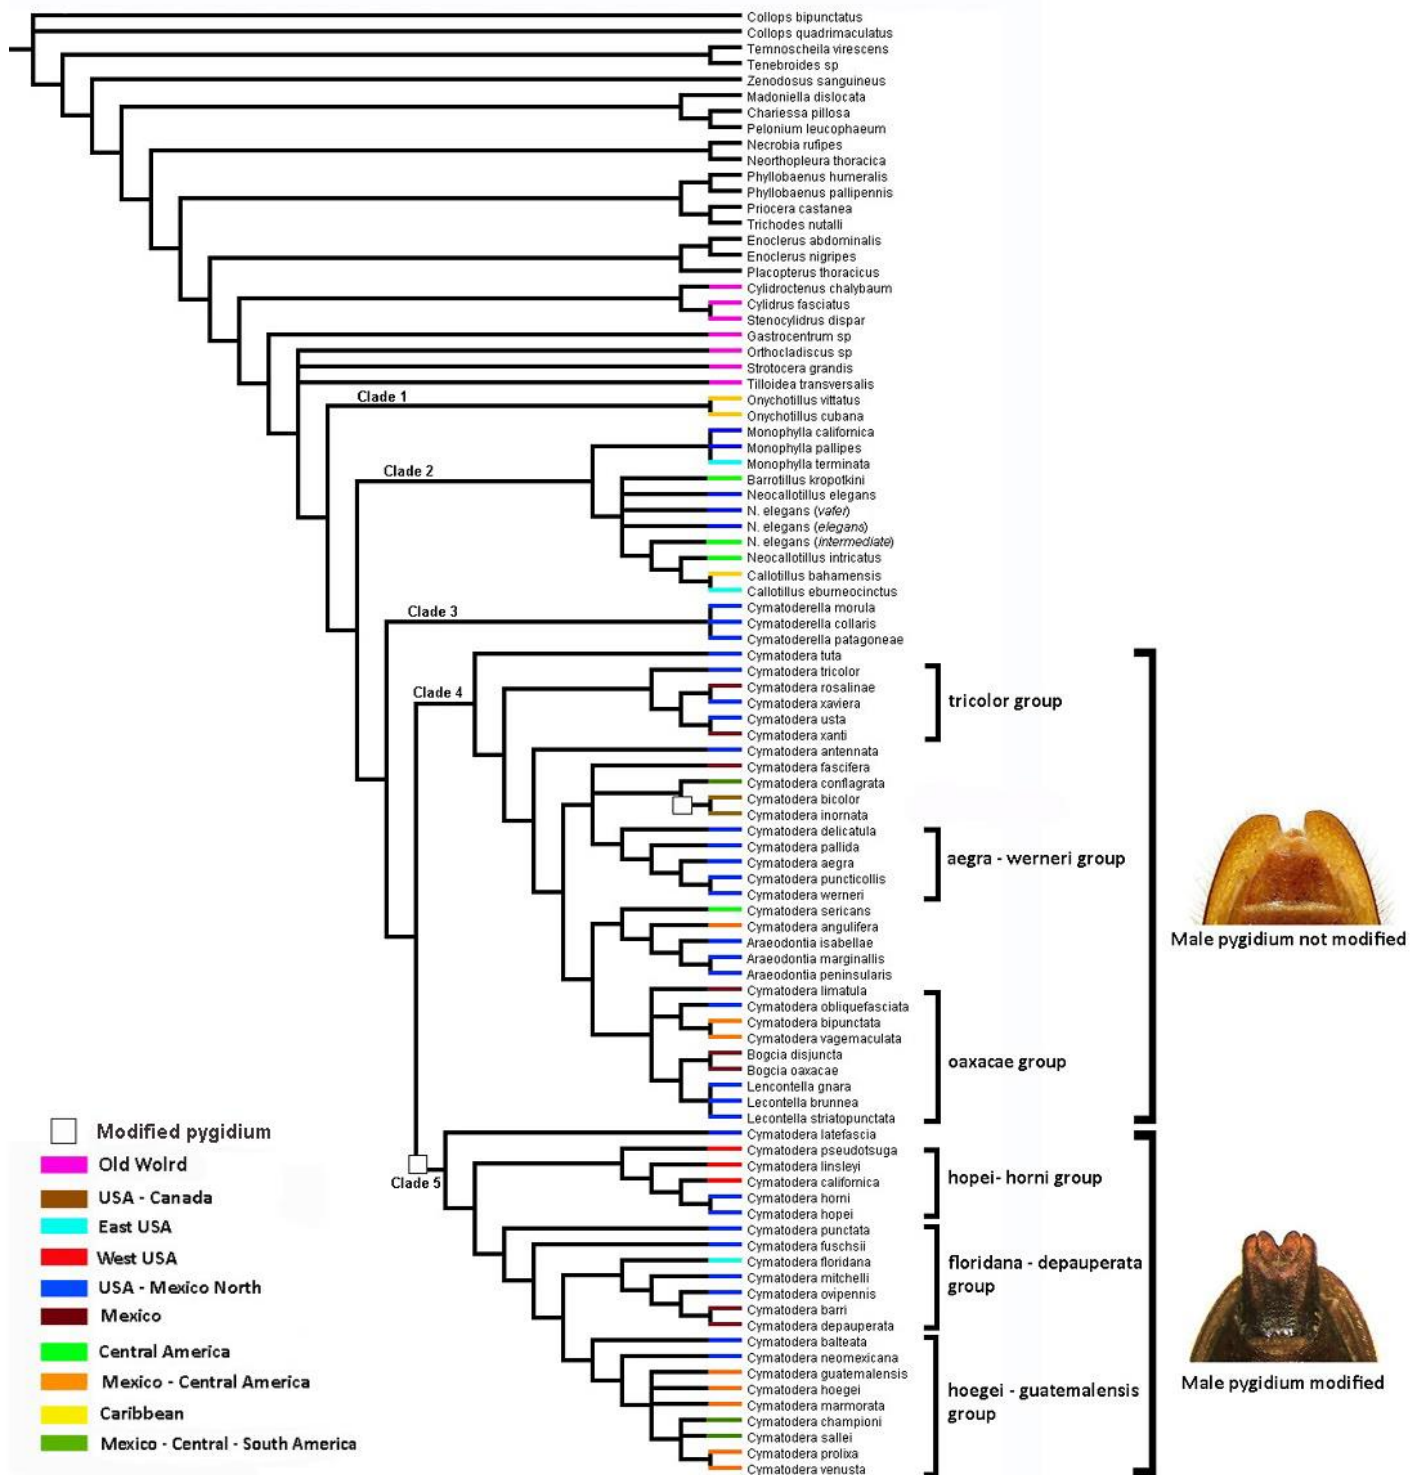 Collops bipunctatus
Collops quadrimaculatus
Temnoscheila virescens
Tenebroides sp
Zenodosus sanguineus
Madoniella dislocata
Chariessa pillosa
Pelonium leucophaeum
Necrobia rufipes
Neorthopleura thoracica
Phyllobaenus humeralis
Phyllobaenus pallipennis
Priocera castanea
Trichodes nutalli
Enoclerus abdominalis
Enoclerus nigripes
Placopterus thoracicus
Cylidroctenus chalybaum
Cylidrus fasciatus
Stenocylidrus dispar
Gastrocentrum sp
Orthocladiscus sp
Strotocera grandis
Tilloidea transversalis
Clade 1
Onychotillus vittatus
Onychotillus cubana
Monophylla californica
Monophylla pallipes
Monophylla terminata
Clade 2
Barrotillus kropotkini
Neocallotillus elegans
N. elegans (vafer)
N. elegans (elegans)
N. elegans (intermediate)
Neocallotillus intricatus
Callotillus bahamensis
Callotillus eburneocinctus
Clade 3
Cymatoderella morula
Cymatoderella collaris
Cymatoderella patagoneae
Cymatodera tuta
Cymatodera tricolor
Cymatodera rosalinae
Clade 4
Cymatodera xaviera
tricolor group
Cymatodera usta
Cymatodera xanti
Cymatodera antennata
Cymatodera fascifera
Cymatodera conflagrata
Cymatodera bicolor
Cymatodera inornata
Cymatodera delicatula
Cymatodera pallida
aegra - werneri group
Cymatodera aegra
Cymatodera puncticollis
Cymatodera werneri
Cymatodera sericans
Cymatodera angulifera
Araeodontia isabellae
Male pygidium not modified
Araeodontia marginallis
Araeodontia peninsularis
Cymatodera limatula
Cymatodera obliquefasciata
Cymatodera bipunctata
Cymatodera vagemaculata
Bogcia disjuncta
oaxacae group
Bogcia oaxacae
Lencontella gnara
Lecontella brunnea
Lecontella striatopunctata
Cymatodera latefascia
Cymatodera pseudotsuga
Cymatodera linsleyi
hopei- horni group
Clade 5
Cymatodera californica
Cymatodera horni
Cymatodera hopei
Cymatodera punctata
Cymatodera fuschsii
Cymatodera floridana
floridana - depauperata
group
Cymatodera mitchelli
Cymatodera ovipennis
Cymatodera barri
Cymatodera depauperata
Cymatodera balteata
Cymatodera neomexicana
Cymatodera guatemalensis
Male pygidium modified
Cymatodera hoegei
hoegei - guatemalensis
group
Cymatodera marmorata
Cymatodera championi
Cymatodera sallei
Cymatodera prolixa
Cymatodera venusta
Modified pygidium
Old Wolrd
USA - Canada
East USA
West USA
USA - Mexico North
Mexico
Central America
Mexico - Central America
Caribbean
Mexico - Central - South America